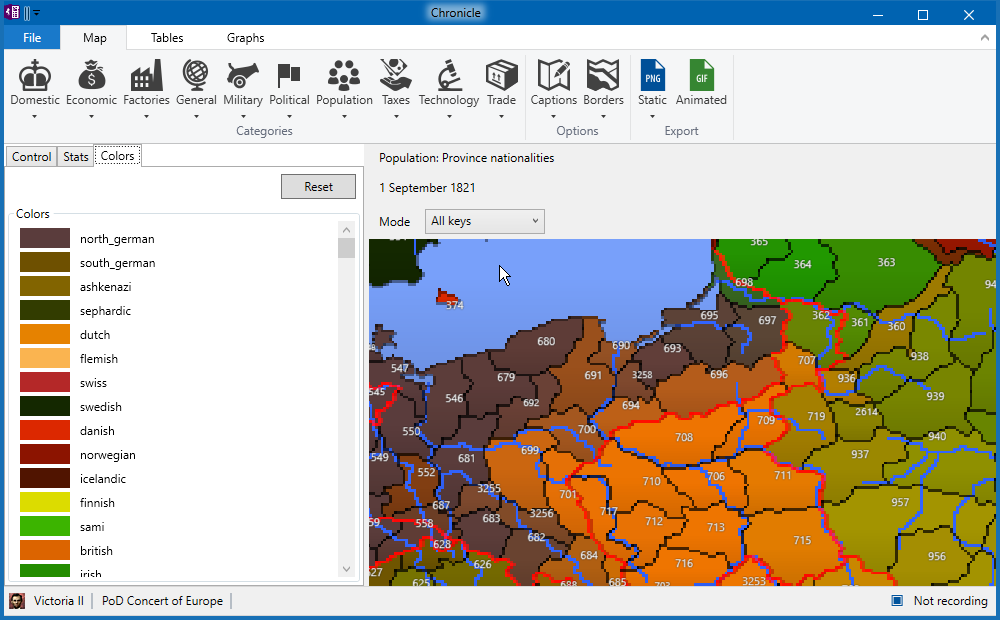 Chronicle
File Map Tables Graphs
Domestic Economic Factories General Military Political Population Taxes Technology Trade Captions Borders Static Animated
PNG GIF
Categories Options Export
Control Stats Colors
Population: Province nationalities
Reset
1 September 1821
Mode All keys
Colors
north_german
south_german
ashkenazi
sephardic
dutch
flemish
swiss
swedish
danish
norwegian
icelandic
finnish
sami
british
irish
365
364 363
698
94
374
695 697 362 361 360
680 690 693
547 691 707 938
679 3258 696 936
545 546 692 694 939
719 2614
550 700 709
708 940
549 681 699 937
552 710 706 711
3255 701
687 957
683 3256 717 712 713
59 558
628 682 715
684 956
627 626 716
625 688 685 703 3253
Victoria II PoD Concert of Europe Not recording